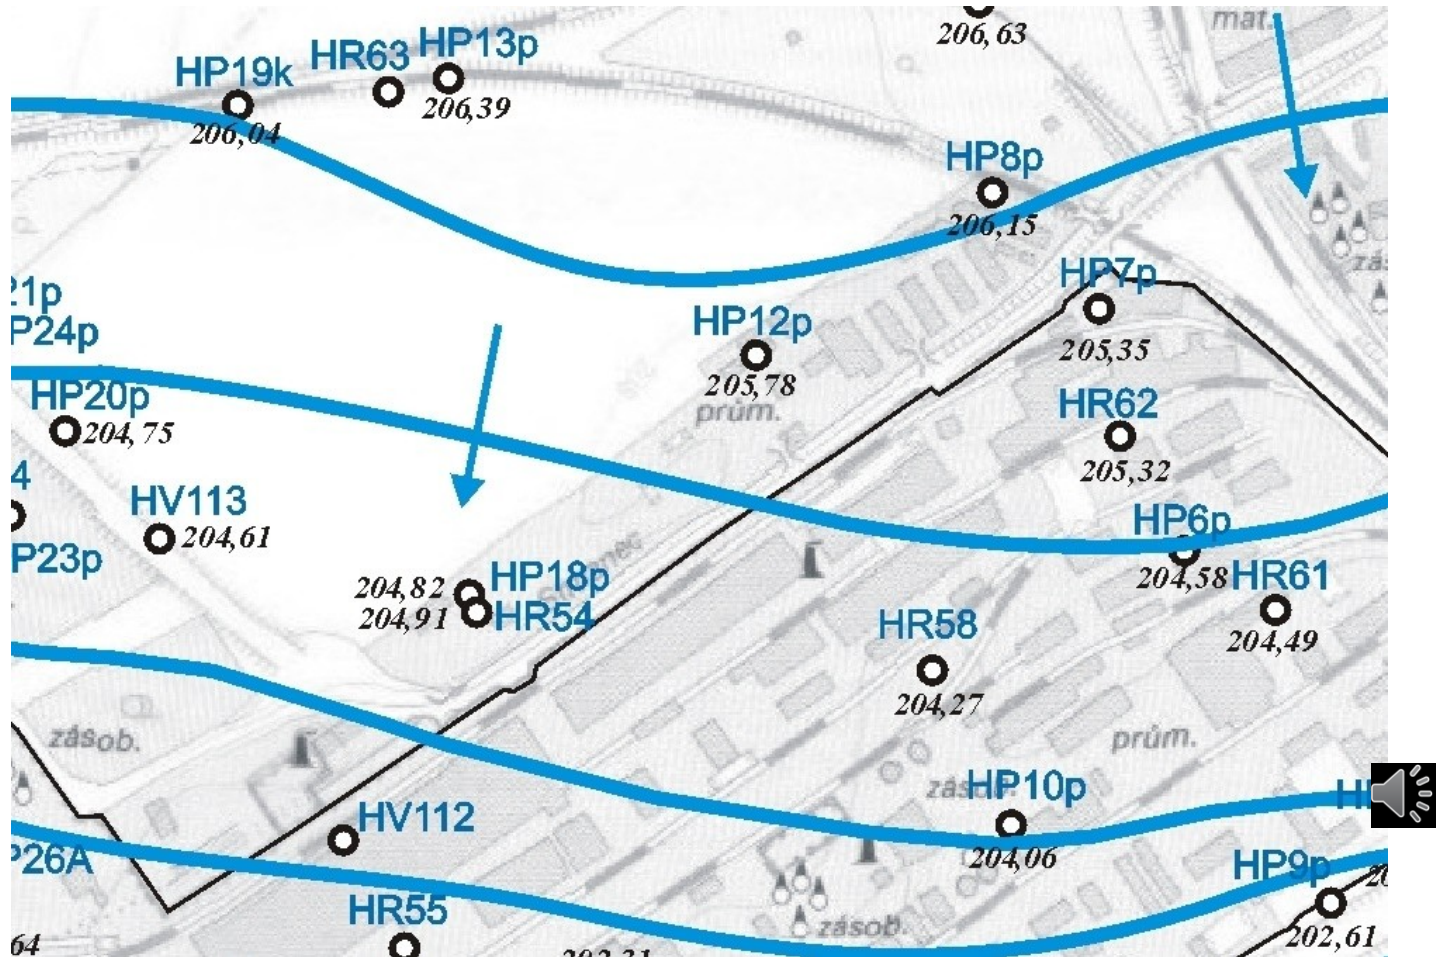 mat.
206,63
HR63 HP13p
HP19k
206,39
206,04
HP8p
206,15
HP7p
P24p
HP12p
205,35
205,78
HP20p
prům.
HR62
204,75
205,32
HV113
HP6p
204,61
P23p
204,58
HR61
204,82 HP18p
204,91 HR54
HR58
204,49
204,27
zásob.
prům.
HP10p
HV112
204,06
P26A
HP9p
HR55
zásob.
202,61